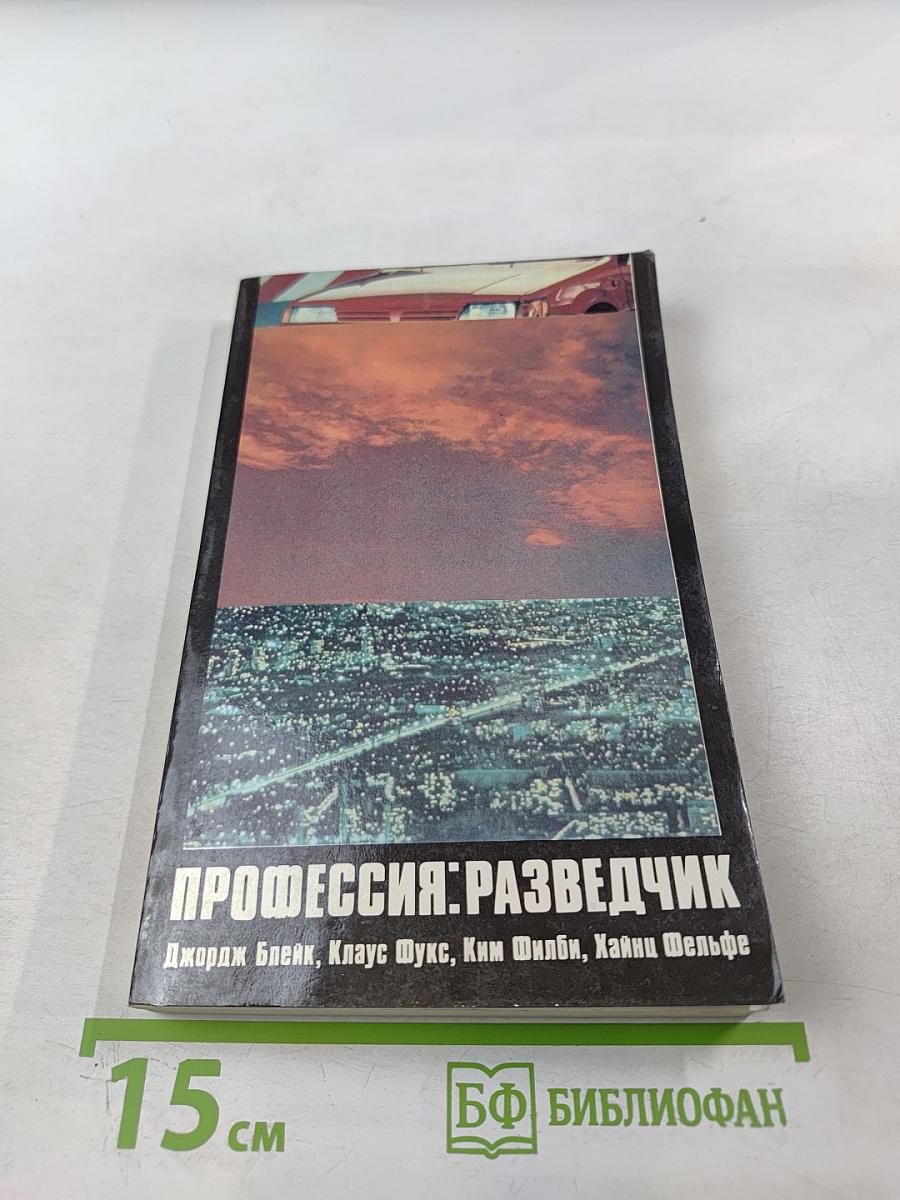 ПРОФЕССИЯ:РАЗВЕДЧИК
Джордж Блейк, Клаус Фукс, Ким Филби, Хайнц Фельфе
15 см
БФ БИБЛИОФАН